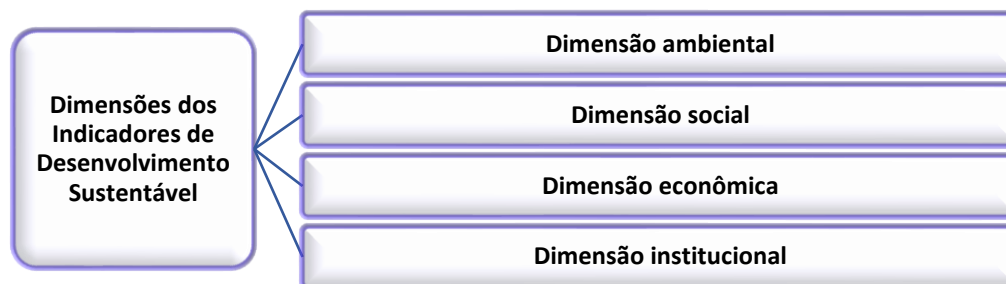 Dimensões dos
Indicadores de
Desenvolvimento
Sustentável
Dimensão ambiental
Dimensão social
Dimensão econômica
Dimensão institucional